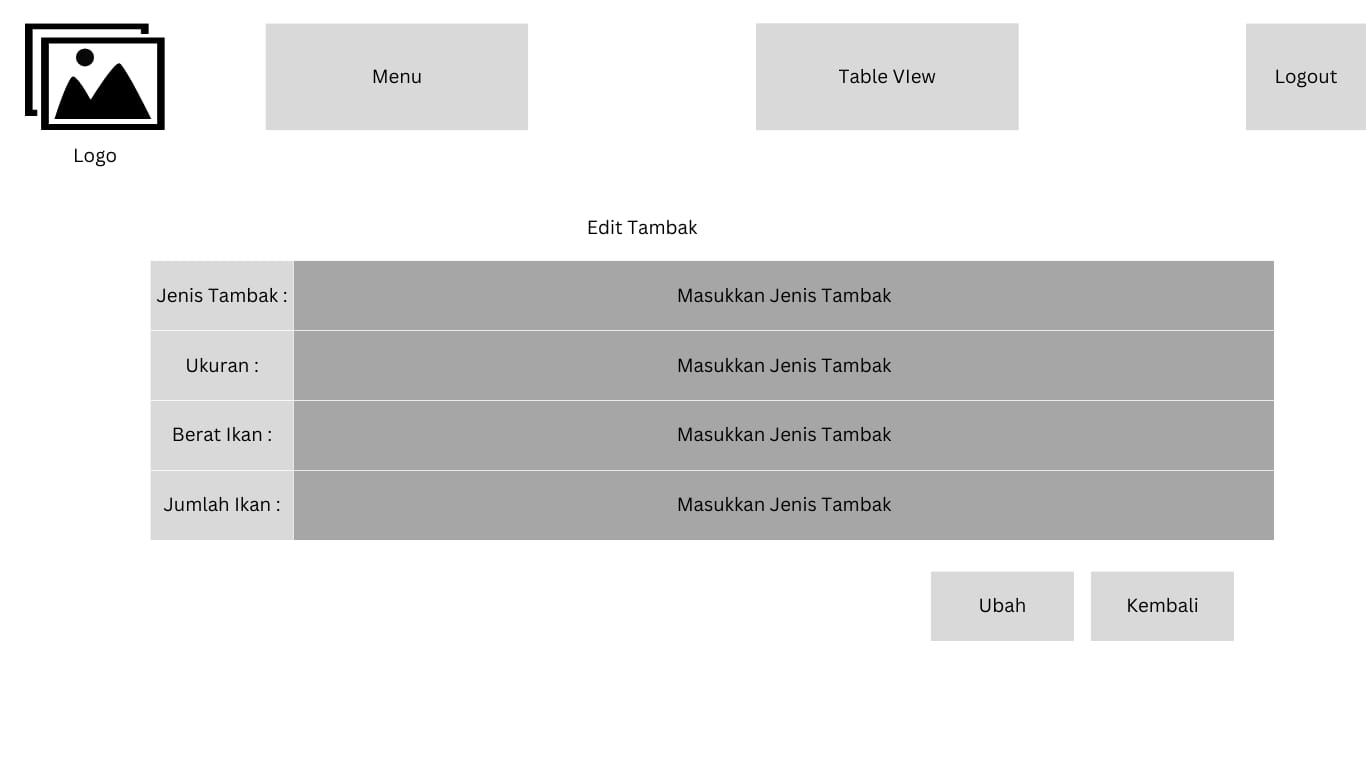 Menu
Table VIew
Logout
Logo
Edit Tambak
Jenis Tambak : Masukkan Jenis Tambak
Ukuran : Masukkan Jenis Tambak
Berat Ikan : Masukkan Jenis Tambak
Jumlah Ikan : Masukkan Jenis Tambak
Ubah
Kembali